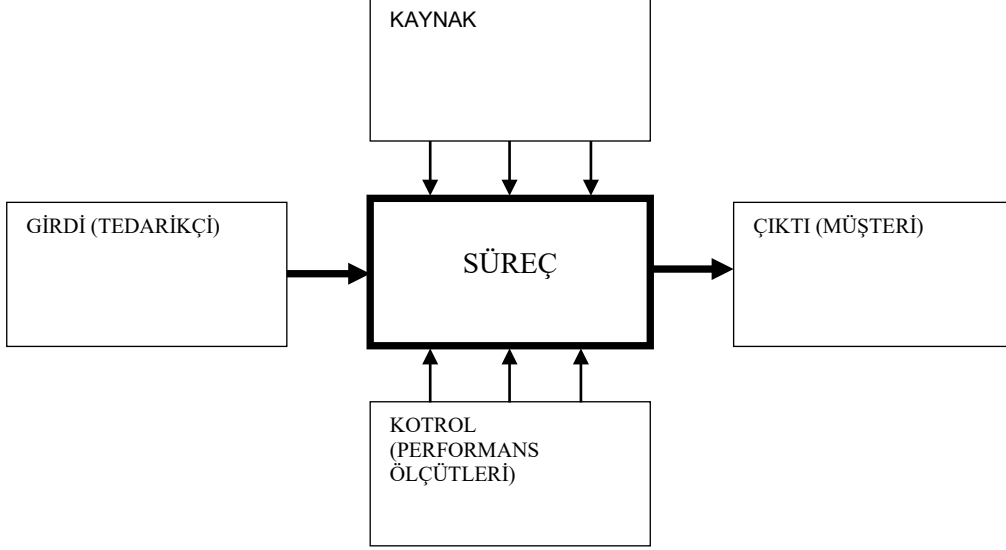 KAYNAK
GİRDİ (TEDARİKÇİ)
SÜREÇ
ÇIKTI (MÜŞTERİ)
KOTROL
(PERFORMANS
ÖLÇÜTLERİ)